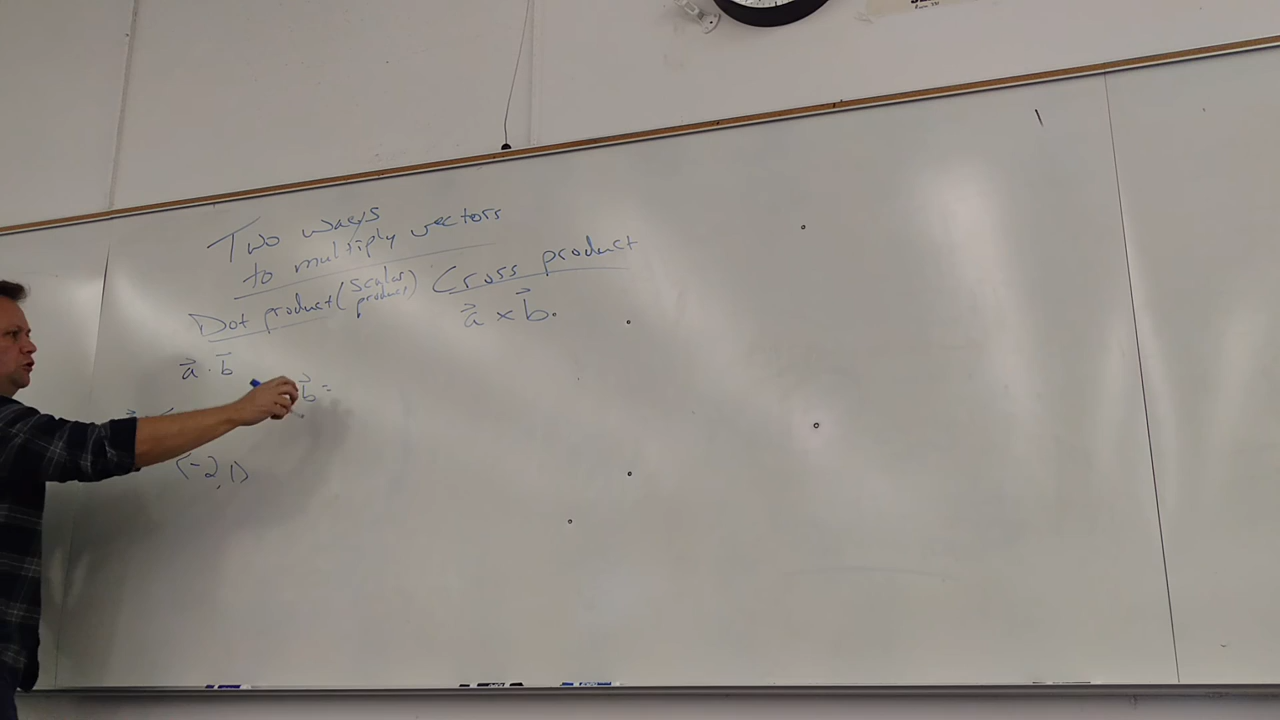 Two ways
to multiply vectors
Dot product (scalar product)
Cross product
a⃗ · b⃗
a⃗ × b⃗.
b⃗ =
(-2, 1)